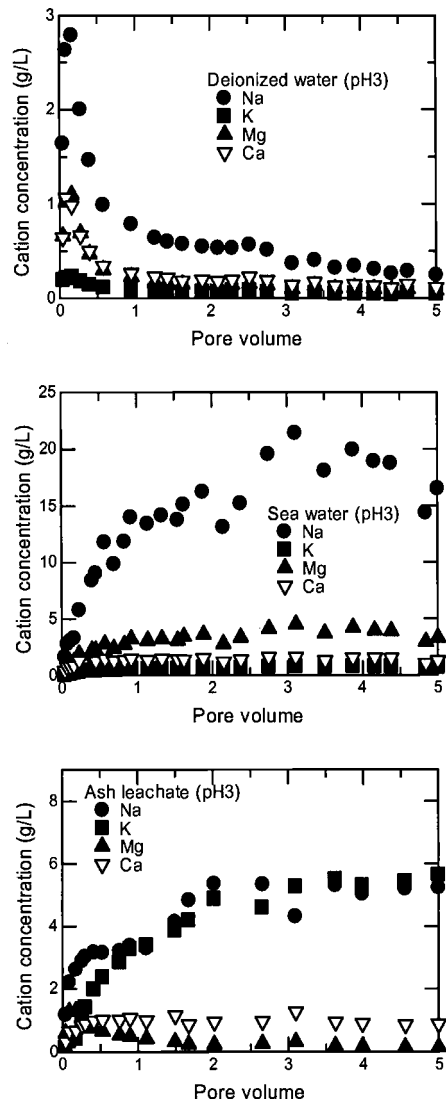 3
2
1
0
Cation concentration (g/L)
Deionized water (pH3)
Na
K
Mg
Ca
0 1 2 3 4 5
Pore volume
25
20
15
10
5
0
Cation concentration (g/L)
Sea water (pH3)
Na
K
Mg
Ca
0 1 2 3 4 5
Pore volume
8
6
4
2
0
Cation concentration (g/L)
Ash leachate (pH3)
Na
K
Mg
Ca
0 1 2 3 4 5
Pore volume